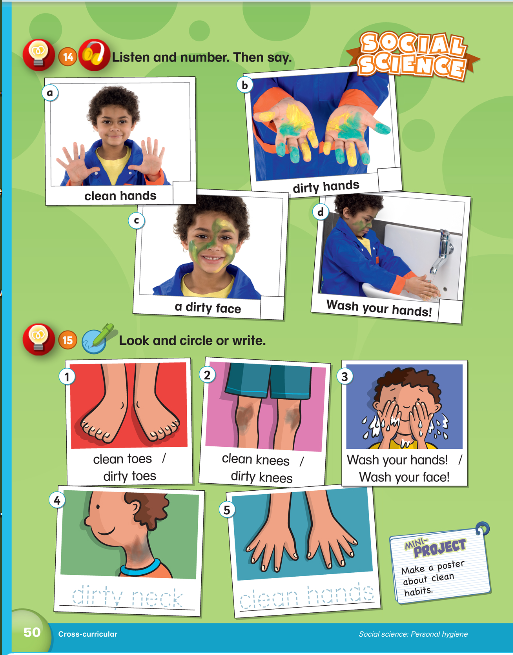 SOCIAL
SCIENCE
14 Listen and number. Then say.
a
clean hands
b
dirty hands
c
a dirty face
d
Wash your hands!
15 Look and circle or write.
1
clean toes /
dirty toes
2
clean knees /
dirty knees
3
Wash your hands! /
Wash your face!
4
dirty neck
5
clean hands
MINI-
PROJECT
Make a poster
about clean
habits.
50 Cross-curricular
Social science: Personal hygiene